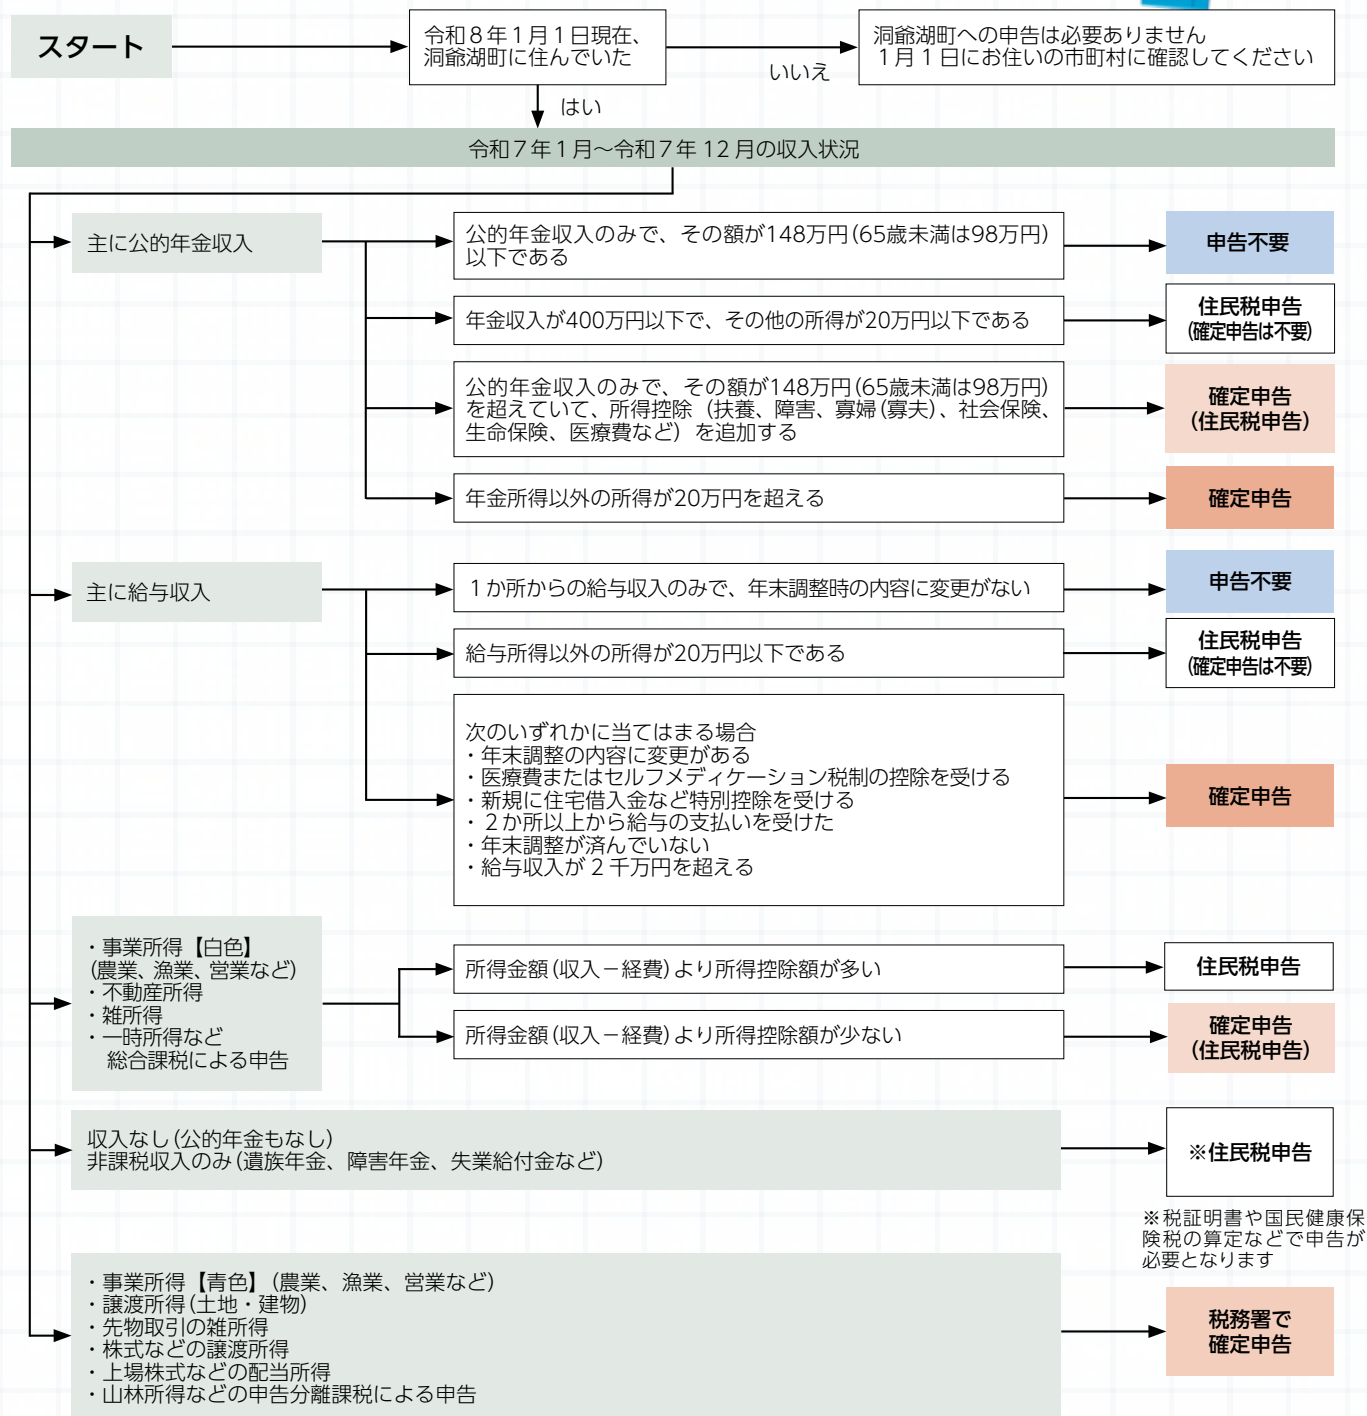 スタート
令和8年1月1日現在、
洞爺湖町に住んでいた
いいえ
洞爺湖町への申告は必要ありません
1月1日にお住いの市町村に確認してください
はい
令和7年1月～令和7年12月の収入状況
主に公的年金収入
公的年金収入のみで、その額が148万円(65歳未満は98万円)
以下である
申告不要
年金収入が400万円以下で、その他の所得が20万円以下である
住民税申告
(確定申告は不要)
公的年金収入のみで、その額が148万円(65歳未満は98万円)
を超えていて、所得控除（扶養、障害、寡婦(寡夫)、社会保険、
生命保険、医療費など）を追加する
確定申告
(住民税申告)
年金所得以外の所得が20万円を超える
確定申告
主に給与収入
1か所からの給与収入のみで、年末調整時の内容に変更がない
申告不要
給与所得以外の所得が20万円以下である
住民税申告
(確定申告は不要)
次のいずれかに当てはまる場合
・年末調整の内容に変更がある
・医療費またはセルフメディケーション税制の控除を受ける
・新規に住宅借入金など特別控除を受ける
・2か所以上から給与の支払いを受けた
・年末調整が済んでいない
・給与収入が2千万円を超える
確定申告
・事業所得【白色】
(農業、漁業、営業など)
・不動産所得
・雑所得
・一時所得など
総合課税による申告
所得金額(収入－経費)より所得控除額が多い
住民税申告
所得金額(収入－経費)より所得控除額が少ない
確定申告
(住民税申告)
収入なし(公的年金もなし)
非課税収入のみ(遺族年金、障害年金、失業給付金など)
※住民税申告
※税証明書や国民健康保
険税の算定などで申告が
必要となります
・事業所得【青色】(農業、漁業、営業など)
・譲渡所得(土地・建物)
・先物取引の雑所得
・株式などの譲渡所得
・上場株式などの配当所得
・山林所得などの申告分離課税による申告
税務署で
確定申告